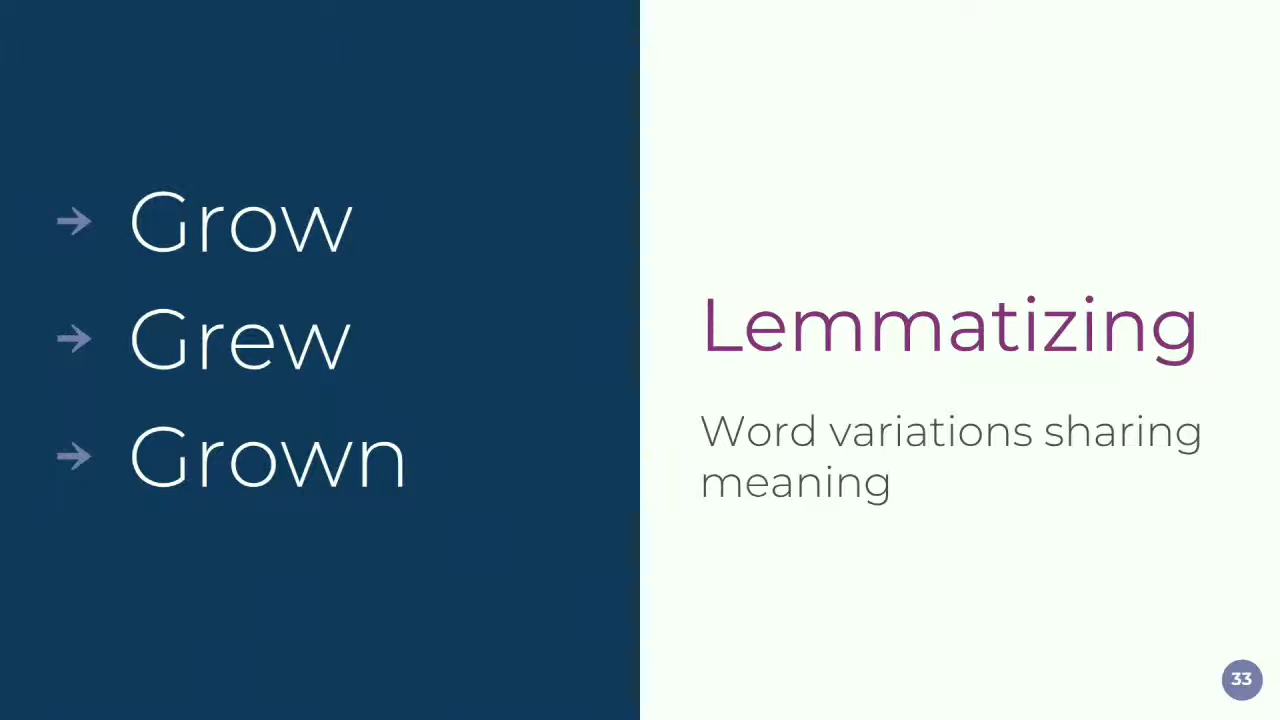 → Grow
→ Grew
→ Grown
Lemmatizing
Word variations sharing
meaning
33